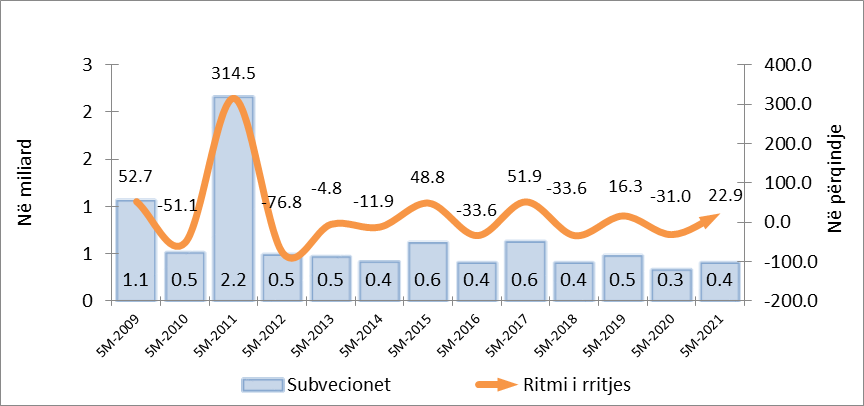 Në miliard
3
2
2
1
1
0
400.0
300.0
200.0
100.0
0.0
-100.0
-200.0
Në përqindje
52.7
-51.1
314.5
-76.8
-4.8
-11.9
48.8
-33.6
51.9
-33.6
16.3
-31.0
22.9
1.1
0.5
2.2
0.5
0.5
0.4
0.6
0.4
0.6
0.4
0.5
0.3
0.4
5M-2009
5M-2010
5M-2011
5M-2012
5M-2013
5M-2014
5M-2015
5M-2016
5M-2017
5M-2018
5M-2019
5M-2020
5M-2021
Subvecionet
Ritmi i rritjes